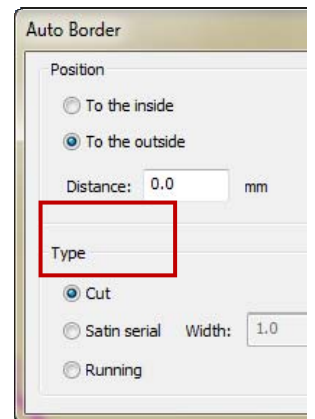 Auto Border
Position
To the inside
To the outside
Distance: 0.0 mm
Type
Cut
Satin serial Width: 1.0
Running